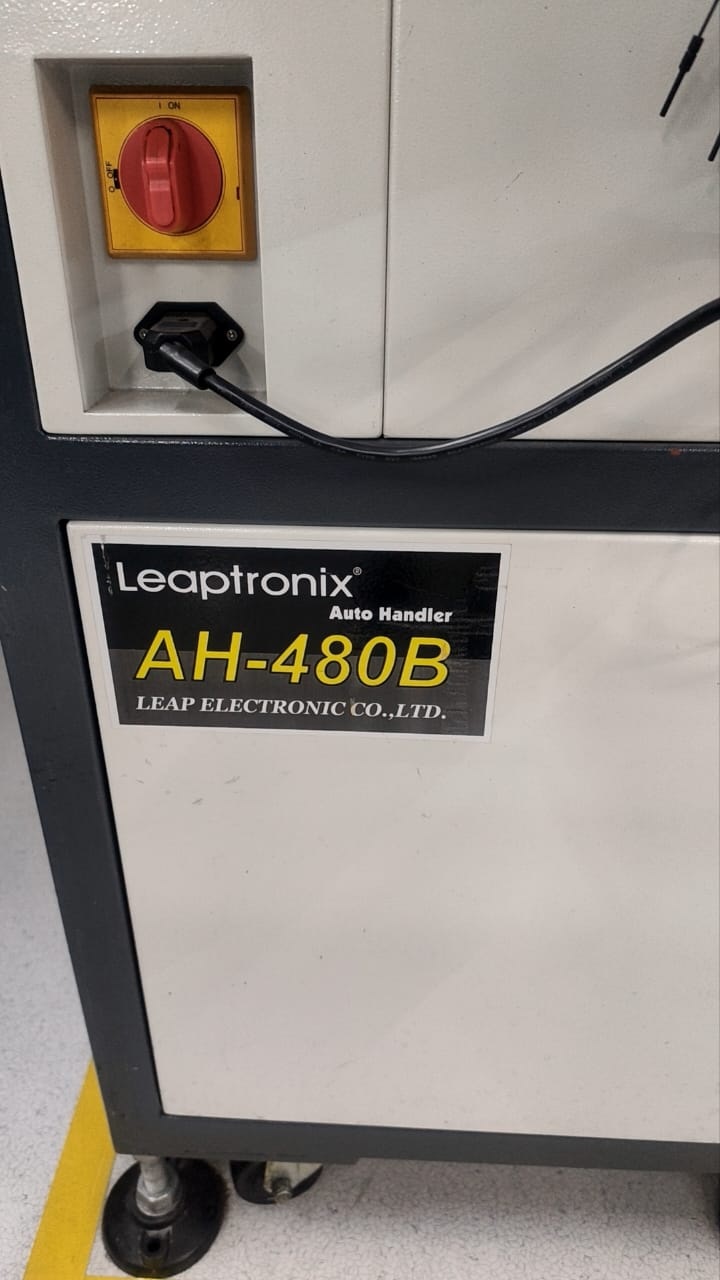 I ON
O OFF
Leaptronix®
Auto Handler
AH-480B
LEAP ELECTRONIC CO.,LTD.